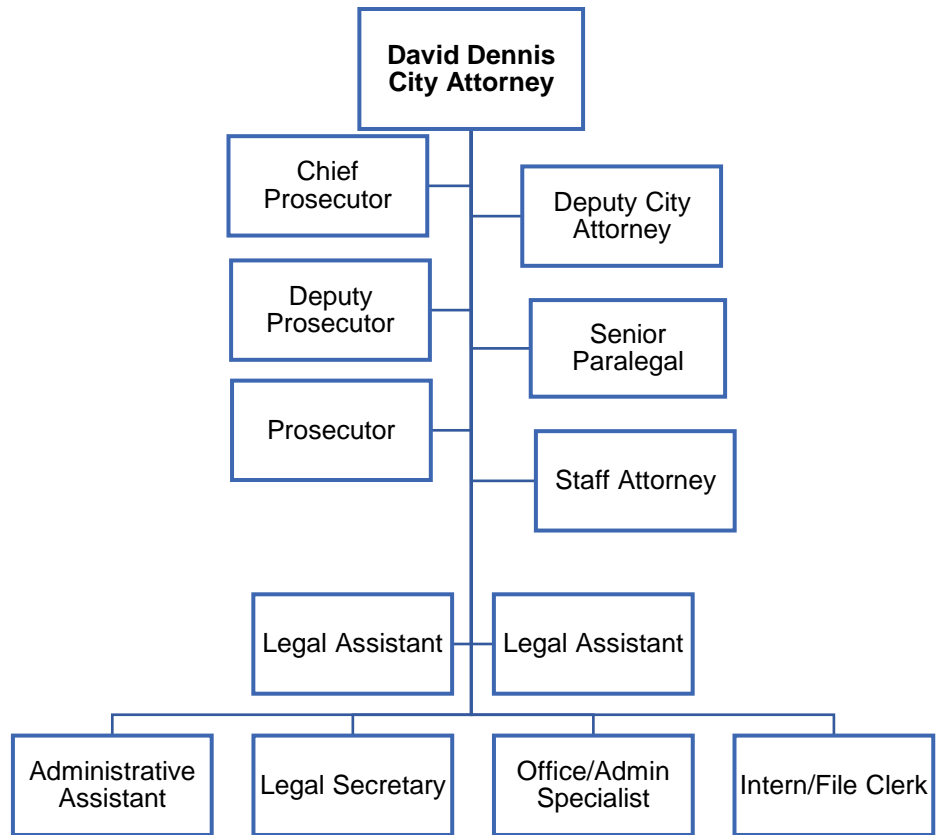 David Dennis
City Attorney
Chief
Prosecutor
Deputy City
Attorney
Deputy
Prosecutor
Senior
Paralegal
Prosecutor
Staff Attorney
Legal Assistant
Legal Assistant
Administrative
Assistant
Legal Secretary
Office/Admin
Specialist
Intern/File Clerk